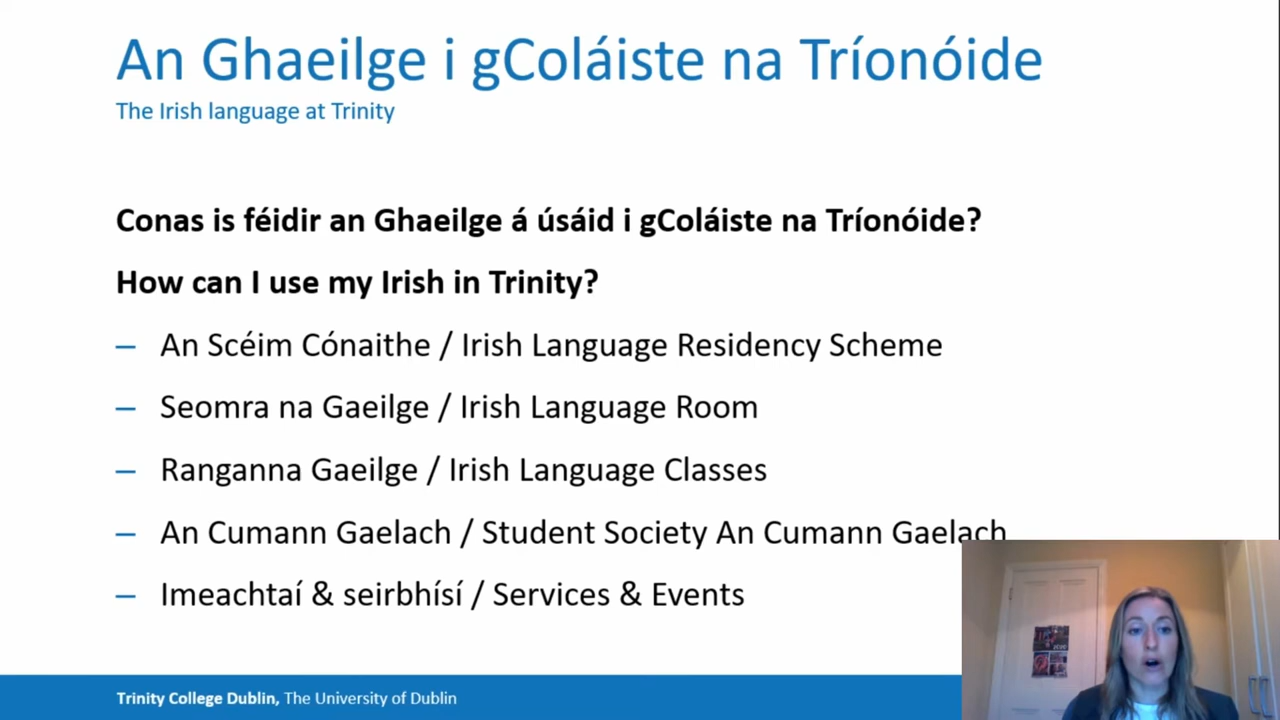 An Ghaeilge i gColáiste na Tríonóide
The Irish language at Trinity
Conas is féidir an Ghaeilge á úsáid i gColáiste na Tríonóide?
How can I use my Irish in Trinity?
– An Scéim Cónaithe / Irish Language Residency Scheme
– Seomra na Gaeilge / Irish Language Room
– Ranganna Gaeilge / Irish Language Classes
– An Cumann Gaelach / Student Society An Cumann Gaelach
– Imeachtaí & seirbhísí / Services & Events
Trinity College Dublin, The University of Dublin